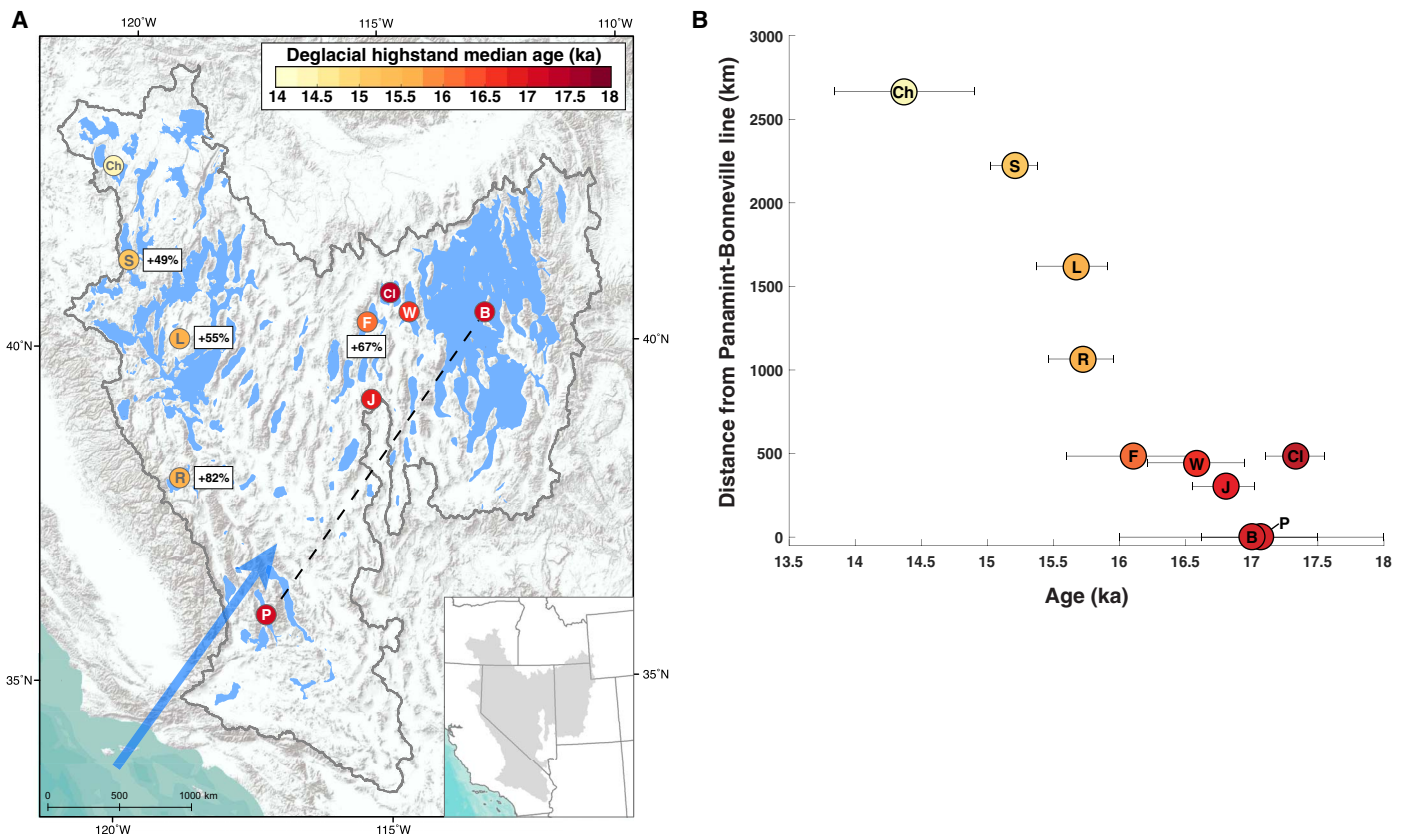 A
120°W
115°W
110°W
Deglacial highstand median age (ka)
14 14.5 15 15.5 16 16.5 17 17.5 18
Ch
S
+49%
Cl
W
B
F
L
+55%
+67%
40°N
40°N
J
R
+82%
P
35°N
35°N
0 500 1000 km
120°W
115°W
B
Distance from Panamint-Bonneville line (km)
3000
2500
2000
1500
1000
500
0
Ch
S
L
R
F
W
Cl
J
B
P
13.5 14 14.5 15 15.5 16 16.5 17 17.5 18
Age (ka)